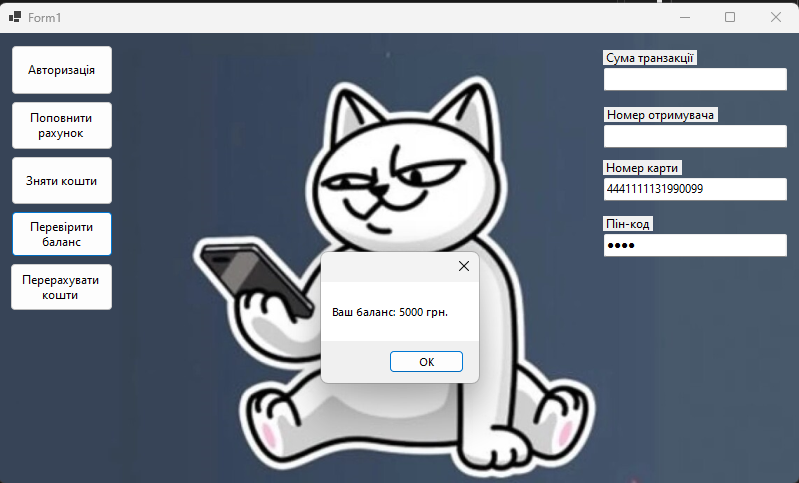 Form1
Авторизація
Поповнити
рахунок
Зняти кошти
Перевірити
баланс
Перерахувати
кошти
Сума транзакції
Номер отримувача
Номер карти
4441111131990099
Пін-код
●●●●
Ваш баланс: 5000 грн.
ОК